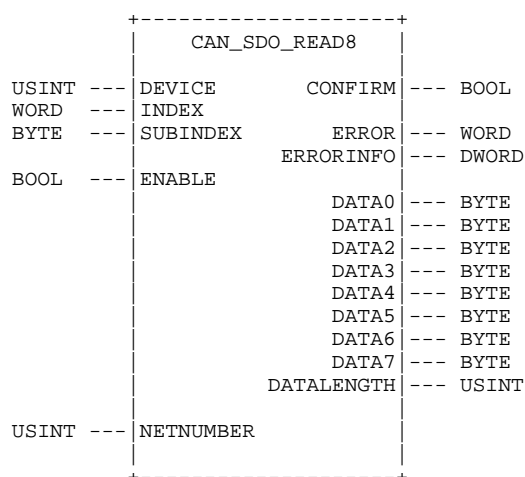 CAN_SDO_READ8
USINT --- DEVICE CONFIRM --- BOOL
WORD --- INDEX
BYTE --- SUBINDEX ERROR --- WORD
ERRORINFO --- DWORD
BOOL --- ENABLE
DATA0 --- BYTE
DATA1 --- BYTE
DATA2 --- BYTE
DATA3 --- BYTE
DATA4 --- BYTE
DATA5 --- BYTE
DATA6 --- BYTE
DATA7 --- BYTE
DATALENGTH --- USINT
USINT --- NETNUMBER